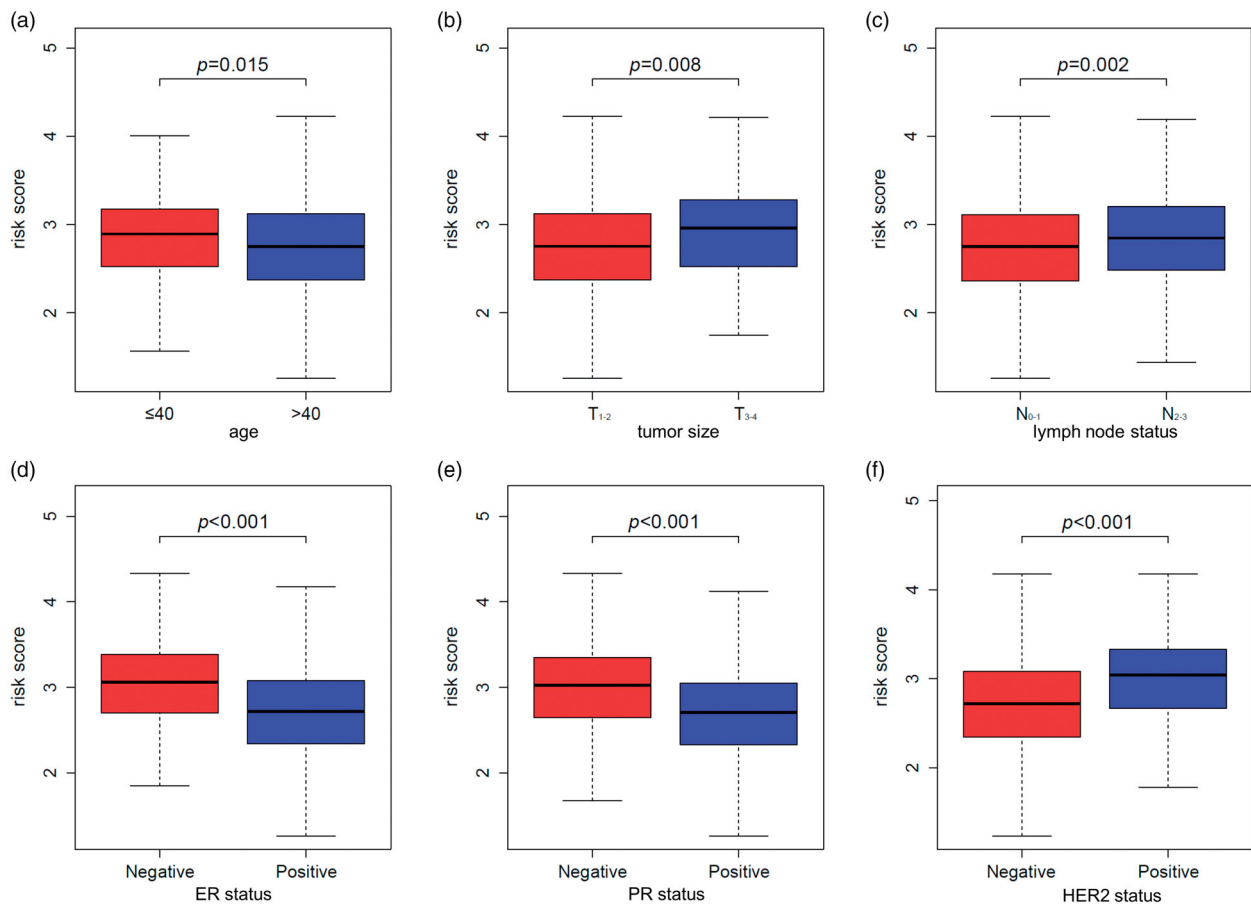 (a)
p=0.015
risk score
5
4
3
2
≤40 >40
age
(b)
p=0.008
risk score
5
4
3
2
T1-2 T3-4
tumor size
(c)
p=0.002
risk score
5
4
3
2
N0-1 N2-3
lymph node status
(d)
p<0.001
risk score
5
4
3
2
Negative Positive
ER status
(e)
p<0.001
risk score
5
4
3
2
Negative Positive
PR status
(f)
p<0.001
risk score
5
4
3
2
Negative Positive
HER2 status